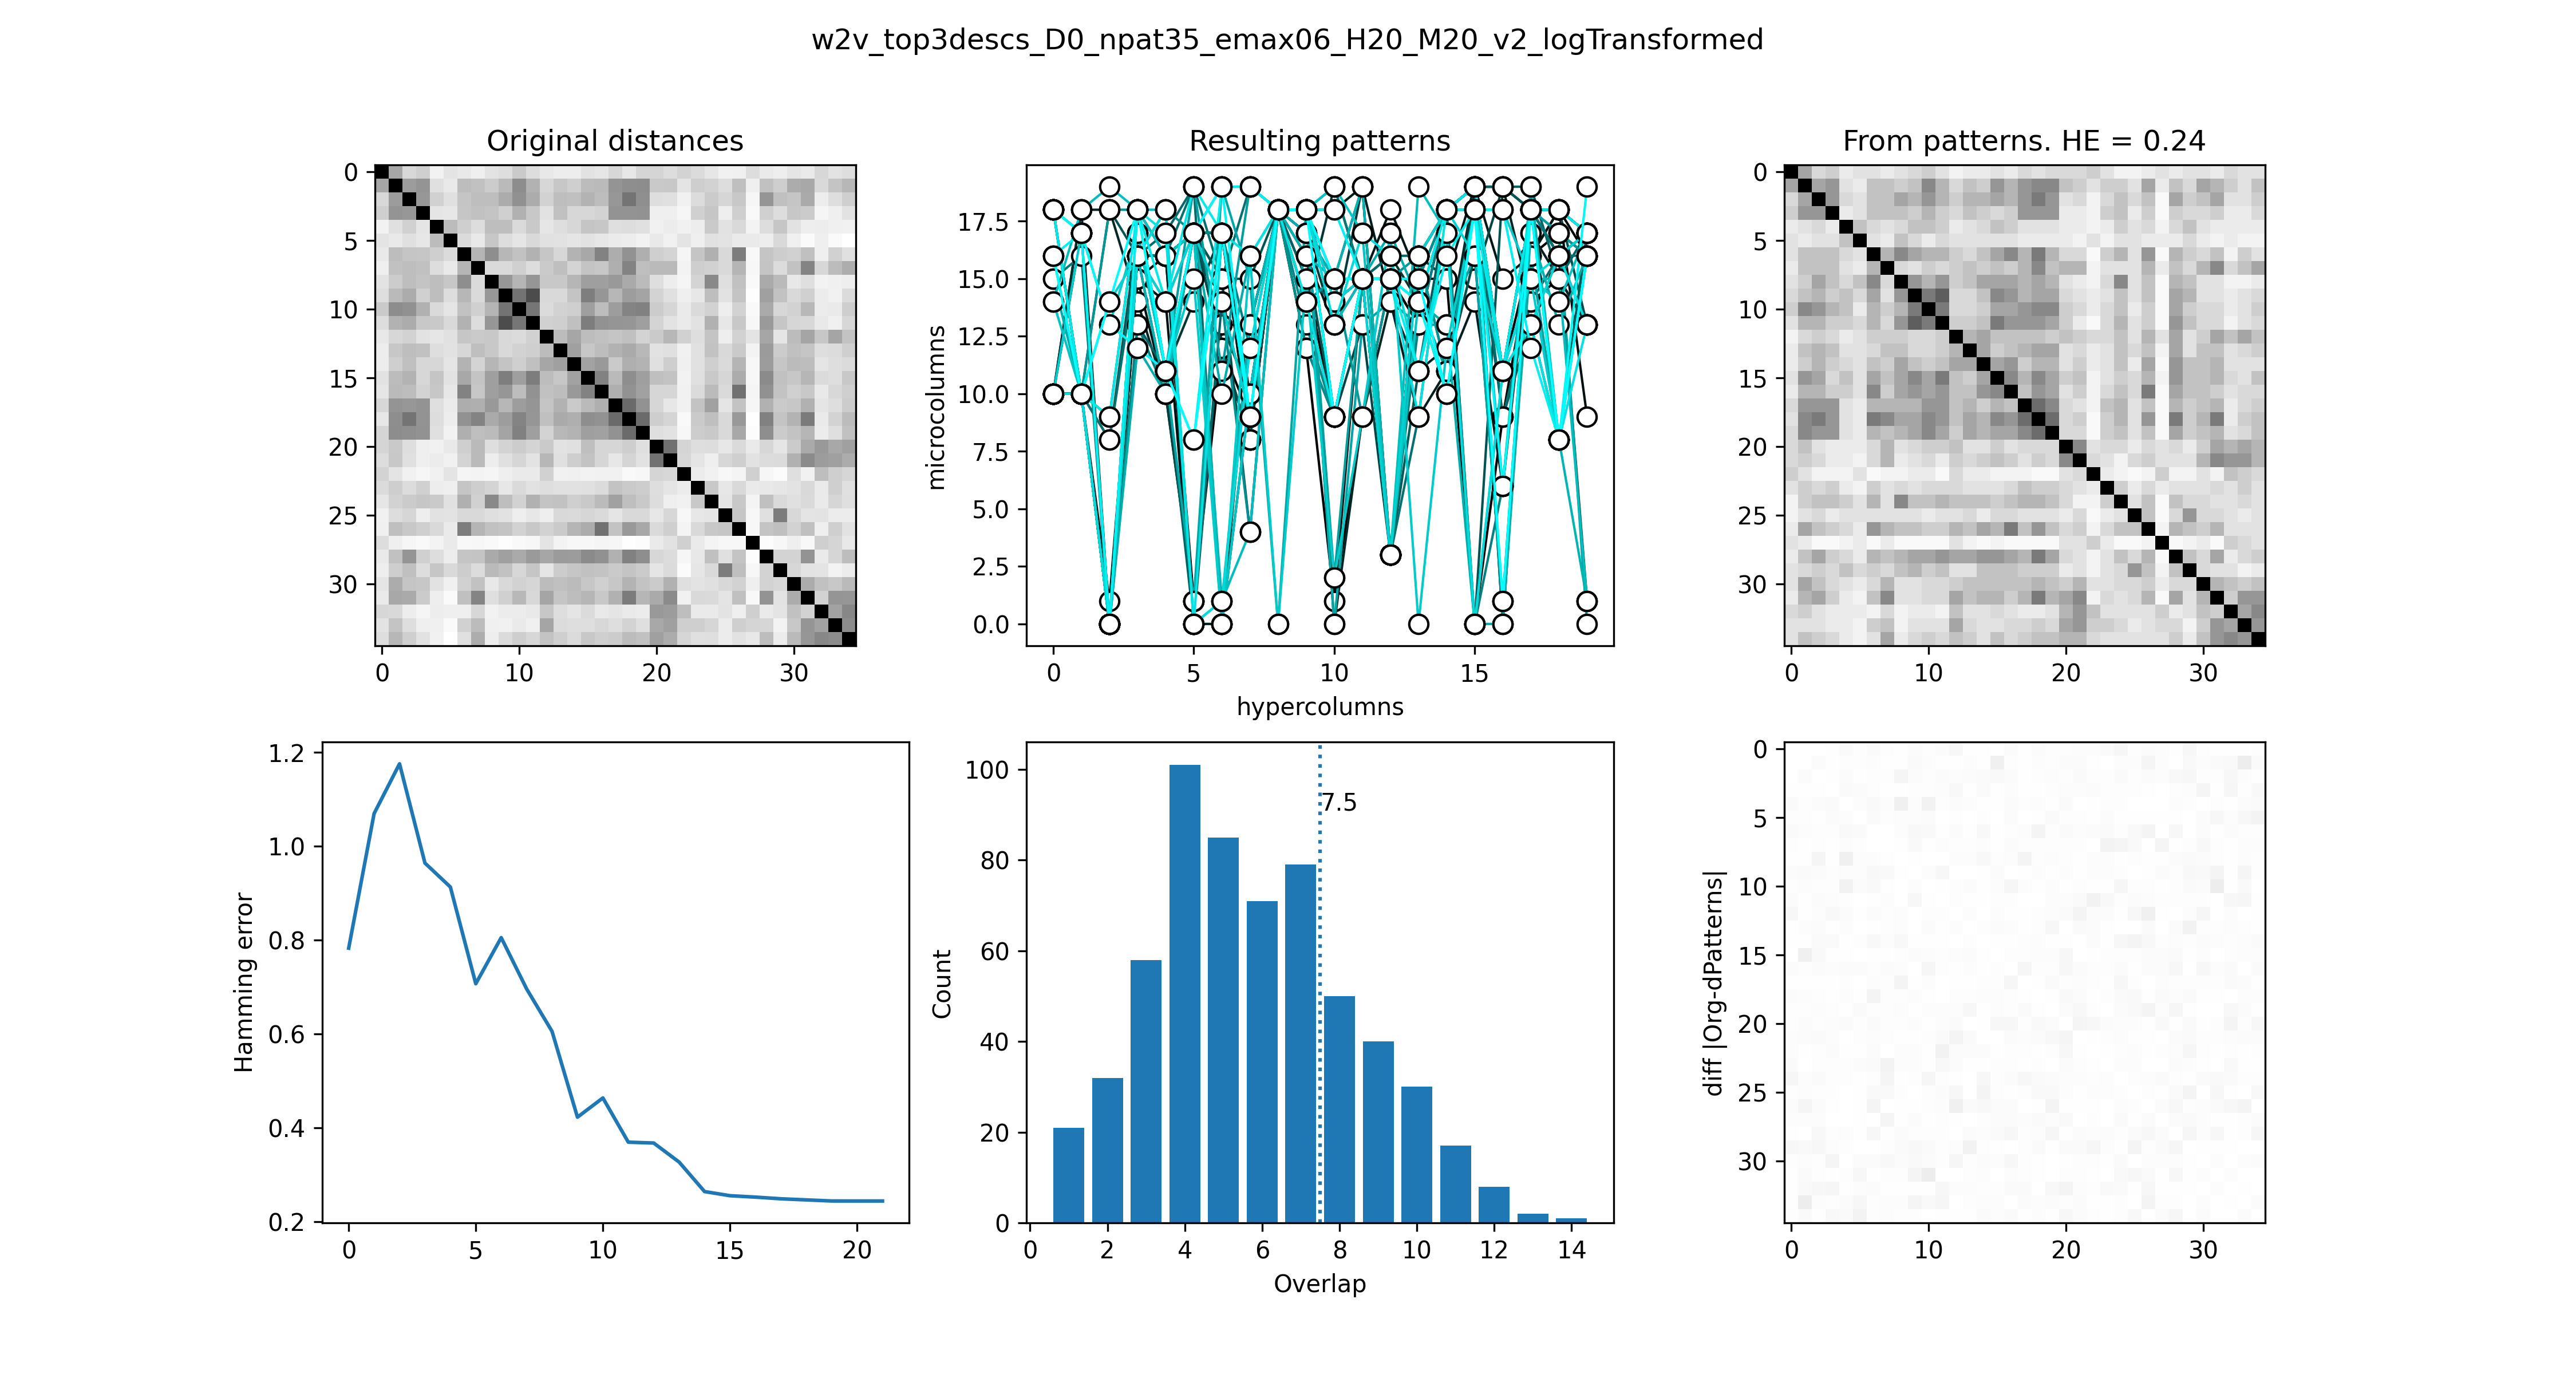 w2v_top3descs_D0_npat35_emax06_H20_M20_v2_logTransformed
Original distances
0
5
10
15
20
25
30
0 10 20 30
Resulting patterns
microcolumns
17.5
15.0
12.5
10.0
7.5
5.0
2.5
0.0
0 5 10 15
hypercolumns
From patterns. HE = 0.24
0
5
10
15
20
25
30
0 10 20 30
Hamming error
1.2
1.0
0.8
0.6
0.4
0.2
0 5 10 15 20
Count
100
80
60
40
20
0
7.5
0 2 4 6 8 10 12 14
Overlap
diff |Org-dPatterns|
0
5
10
15
20
25
30
0 10 20 30